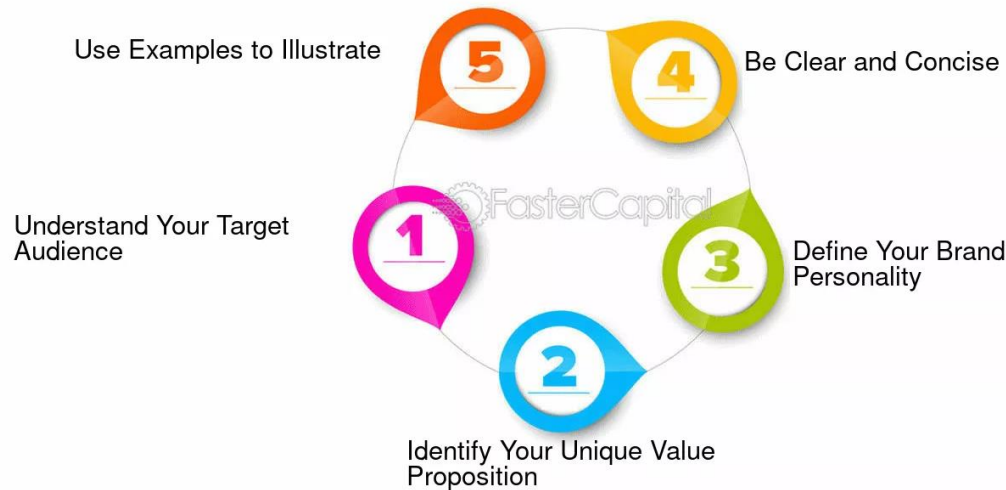 5
Use Examples to Illustrate
4
Be Clear and Concise
FasterCapital
1
Understand Your Target
Audience
3
Define Your Brand
Personality
2
Identify Your Unique Value
Proposition